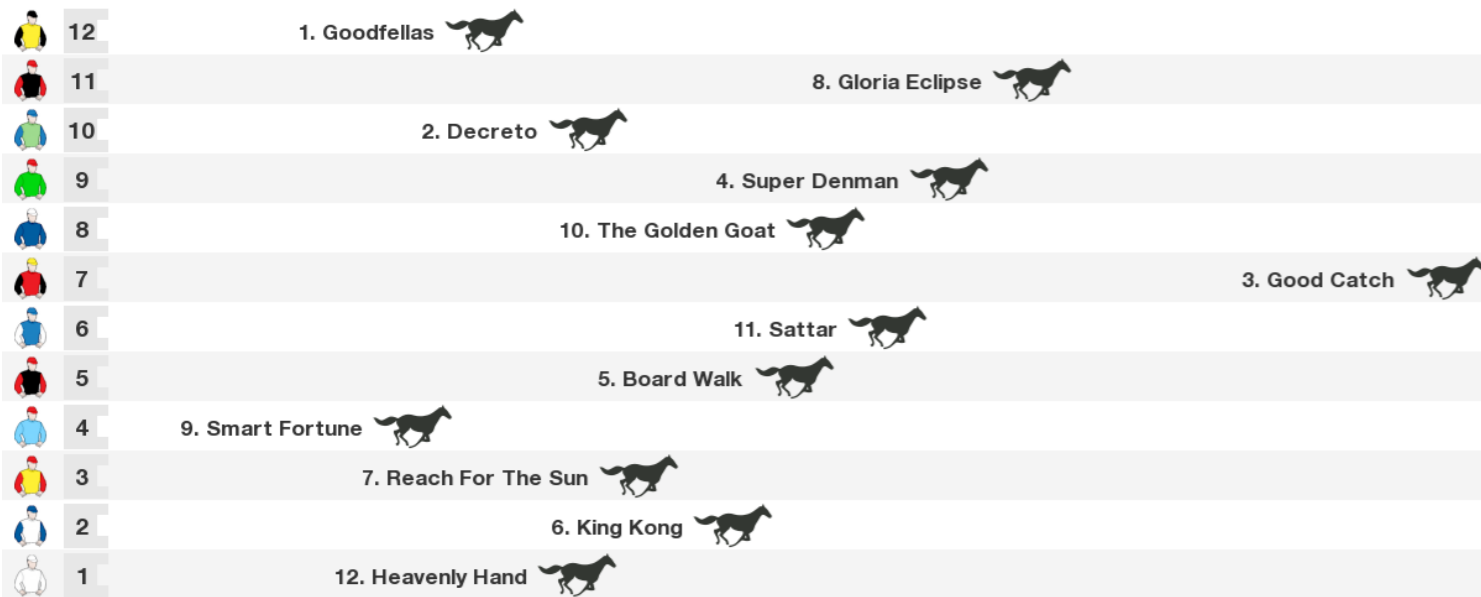 12 1. Goodfellas
11 8. Gloria Eclipse
10 2. Decreto
9 4. Super Denman
8 10. The Golden Goat
7 3. Good Catch
6 11. Sattar
5 5. Board Walk
4 9. Smart Fortune
3 7. Reach For The Sun
2 6. King Kong
1 12. Heavenly Hand